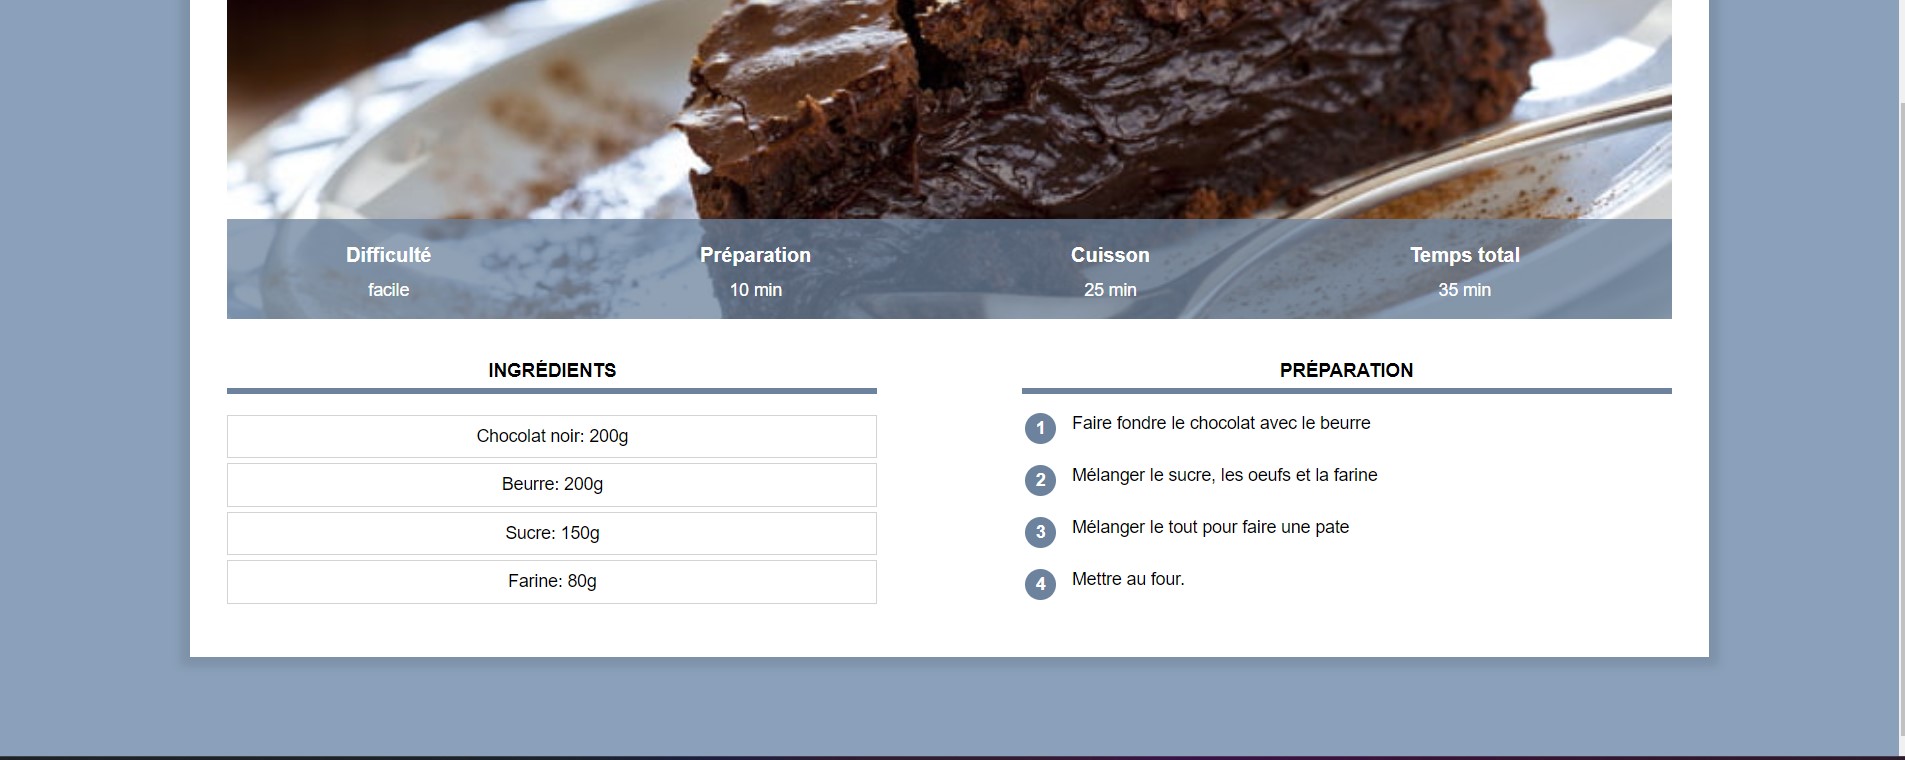 Difficulté
facile
Préparation
10 min
Cuisson
25 min
Temps total
35 min
INGRÉDIENTS
Chocolat noir: 200g
Beurre: 200g
Sucre: 150g
Farine: 80g
PRÉPARATION
1 Faire fondre le chocolat avec le beurre
2 Mélanger le sucre, les oeufs et la farine
3 Mélanger le tout pour faire une pate
4 Mettre au four.